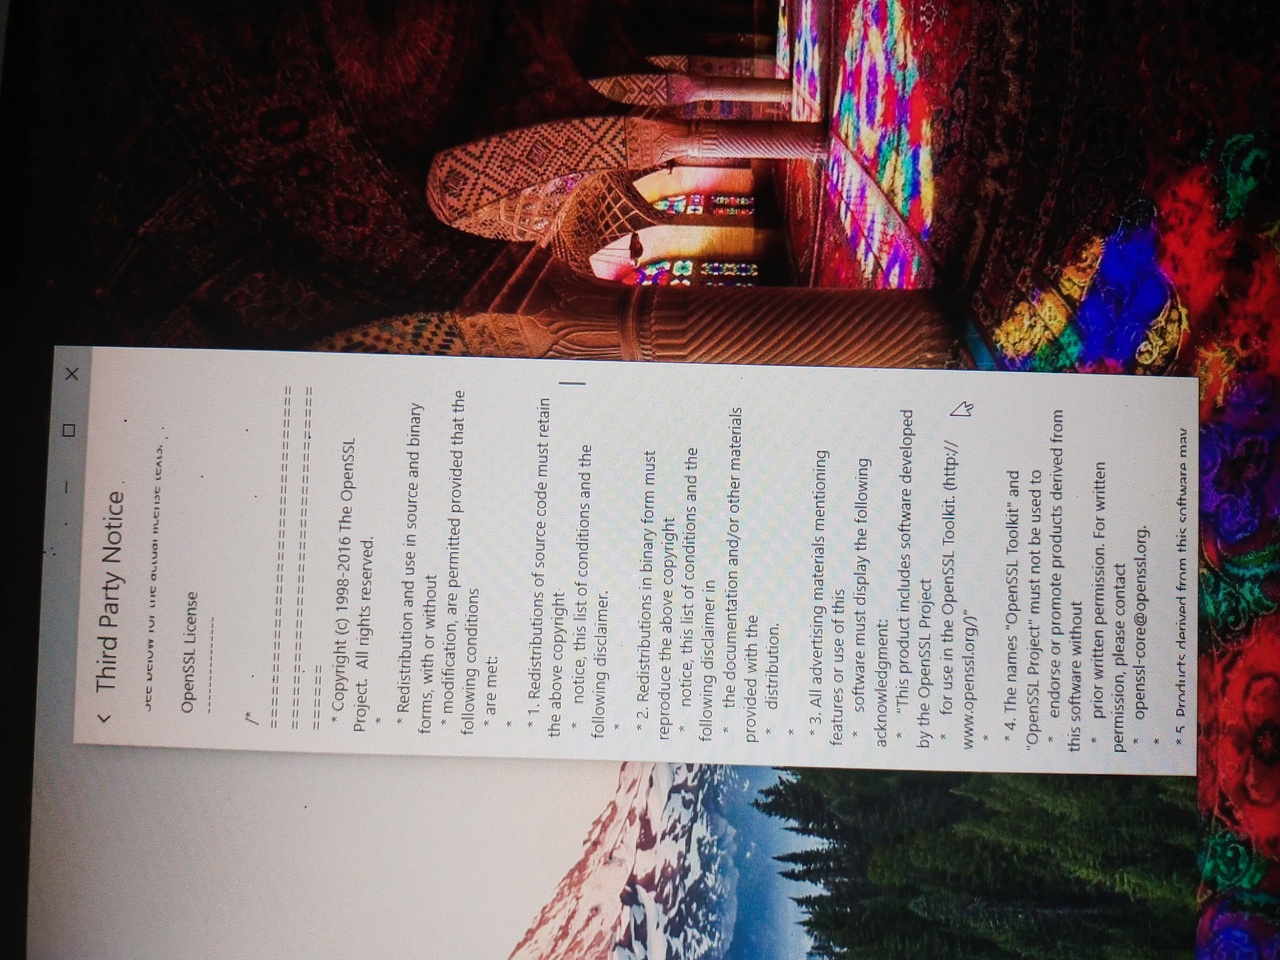 Third Party Notice
See below for the actual license texts.
OpenSSL License
---------------
/*
===============================
===============================
======
* Copyright (c) 1998-2016 The OpenSSL
Project.  All rights reserved.
*
* Redistribution and use in source and binary
forms, with or without
* modification, are permitted provided that the
following conditions
* are met:
*
* 1. Redistributions of source code must retain
the above copyright
*    notice, this list of conditions and the
following disclaimer.
*
* 2. Redistributions in binary form must
reproduce the above copyright
*    notice, this list of conditions and the
following disclaimer in
*    the documentation and/or other materials
provided with the
*    distribution.
*
* 3. All advertising materials mentioning
features or use of this
*    software must display the following
acknowledgment:
*    "This product includes software developed
by the OpenSSL Project
*    for use in the OpenSSL Toolkit. (http://
www.openssl.org/)"
*
* 4. The names "OpenSSL Toolkit" and
"OpenSSL Project" must not be used to
*    endorse or promote products derived from
this software without
*    prior written permission. For written
permission, please contact
*    openssl-core@openssl.org.
*
* 5. Products derived from this software may